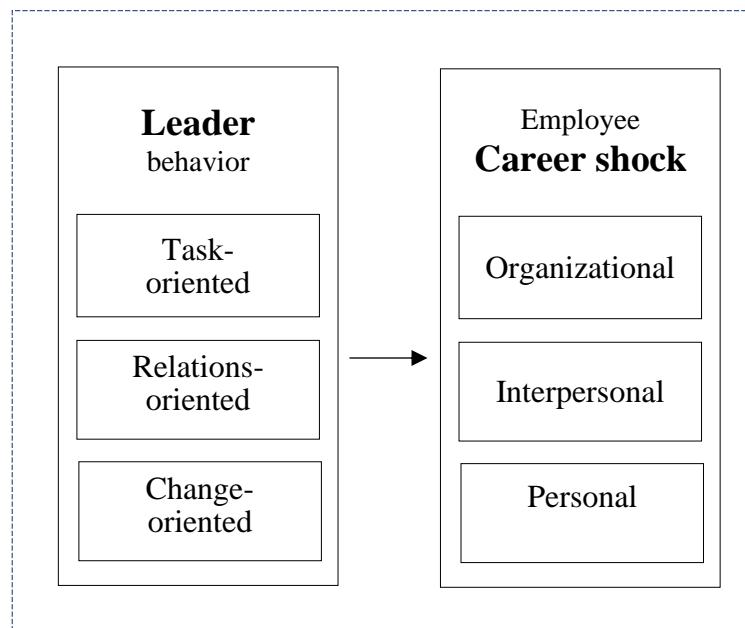 Leader
behavior
Task-
oriented
Relations-
oriented
Change-
oriented
Employee
Career shock
Organizational
Interpersonal
Personal